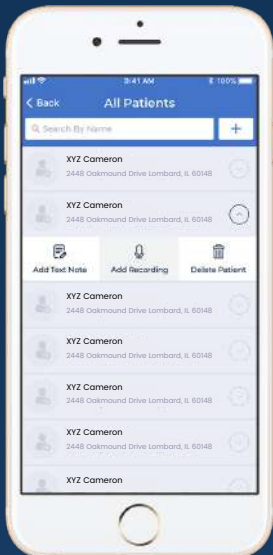 9:41 AM 100%
Back All Patients
Search By Name +
XYZ Cameron
2448 Oakmound Drive Lombard, IL 60148
XYZ Cameron
2448 Oakmound Drive Lombard, IL 60148
Add Text Note Add Recording Delete Patient
XYZ Cameron
2448 Oakmound Drive Lombard, IL 60148
XYZ Cameron
2448 Oakmound Drive Lombard, IL 60148
XYZ Cameron
2448 Oakmound Drive Lombard, IL 60148
XYZ Cameron
2448 Oakmound Drive Lombard, IL 60148
XYZ Cameron